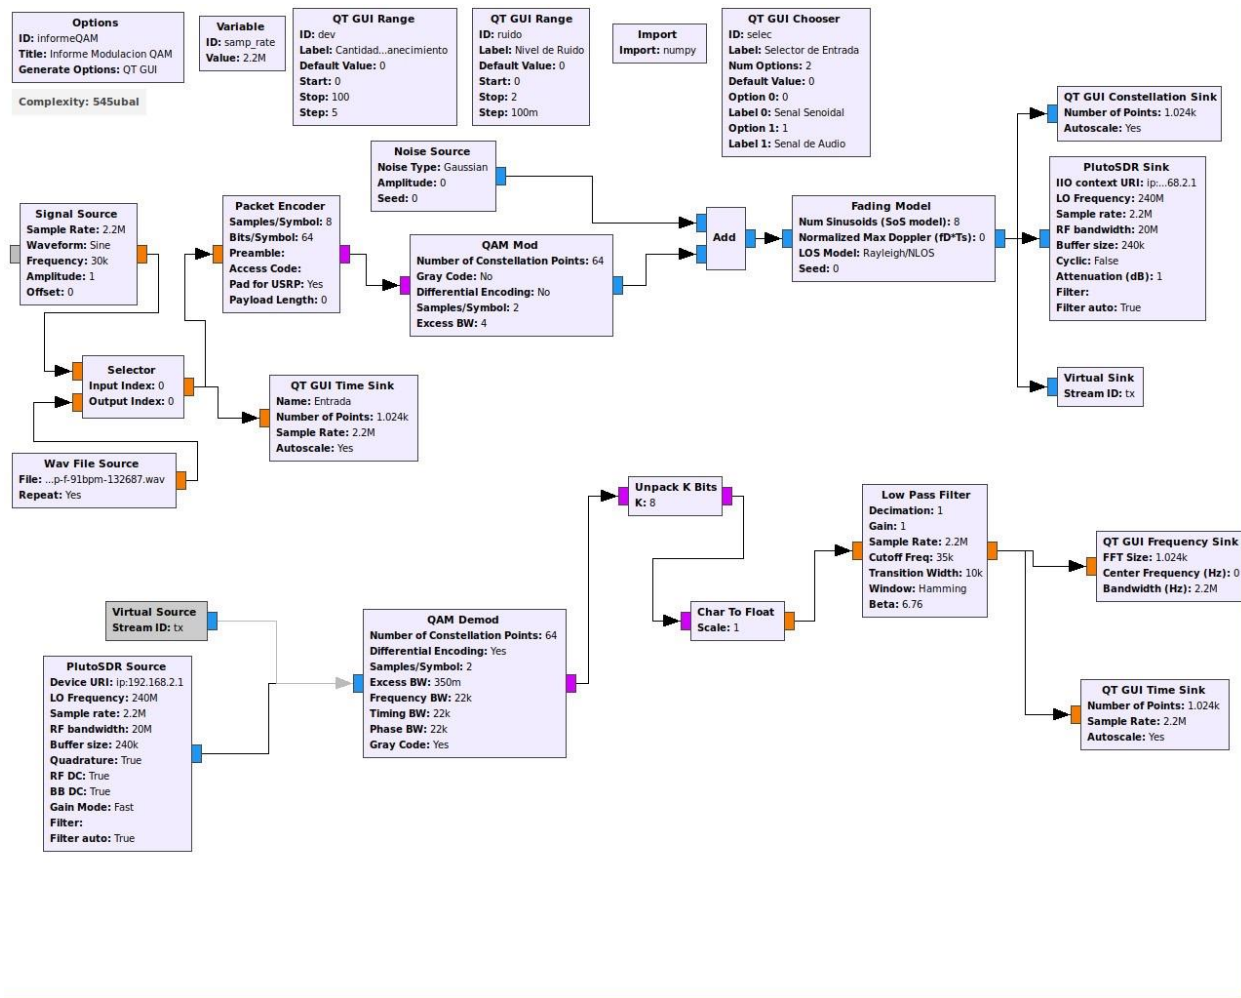 Options
ID: informeQAM
Title: Informe Modulacion QAM
Generate Options: QT GUI
Complexity: 545ubal
Variable
ID: samp_rate
Value: 2.2M
QT GUI Range
ID: dev
Label: Cantidad...anecimiento
Default Value: 0
Start: 0
Stop: 100
Step: 5
QT GUI Range
ID: ruido
Label: Nivel de Ruido
Default Value: 0
Start: 0
Stop: 2
Step: 100m
Import
Import: numpy
QT GUI Chooser
ID: selec
Label: Selector de Entrada
Num Options: 2
Default Value: 0
Option 0: 0
Label 0: Senal Senoidal
Option 1: 1
Label 1: Senal de Audio
QT GUI Constellation Sink
Number of Points: 1.024k
Autoscale: Yes
Noise Source
Noise Type: Gaussian
Amplitude: 0
Seed: 0
PlutoSDR Sink
IIO context URI: ip:...68.2.1
LO Frequency: 240M
Sample rate: 2.2M
RF bandwidth: 20M
Buffer size: 240k
Cyclic: False
Attenuation (dB): 1
Filter:
Filter auto: True
Signal Source
Sample Rate: 2.2M
Waveform: Sine
Frequency: 30k
Amplitude: 1
Offset: 0
Packet Encoder
Samples/Symbol: 8
Bits/Symbol: 64
Preamble:
Access Code:
Pad for USRP: Yes
Payload Length: 0
QAM Mod
Number of Constellation Points: 64
Gray Code: No
Differential Encoding: No
Samples/Symbol: 2
Excess BW: 4
Add
Fading Model
Num Sinusoids (SoS model): 8
Normalized Max Doppler (fD*Ts): 0
LOS Model: Rayleigh/NLOS
Seed: 0
Selector
Input Index: 0
Output Index: 0
QT GUI Time Sink
Name: Entrada
Number of Points: 1.024k
Sample Rate: 2.2M
Autoscale: Yes
Virtual Sink
Stream ID: tx
Wav File Source
File: ...p-f-91bpm-132687.wav
Repeat: Yes
Unpack K Bits
K: 8
Low Pass Filter
Decimation: 1
Gain: 1
Sample Rate: 2.2M
Cutoff Freq: 35k
Transition Width: 10k
Window: Hamming
Beta: 6.76
QT GUI Frequency Sink
FFT Size: 1.024k
Center Frequency (Hz): 0
Bandwidth (Hz): 2.2M
Virtual Source
Stream ID: tx
Char To Float
Scale: 1
QAM Demod
Number of Constellation Points: 64
Differential Encoding: Yes
Samples/Symbol: 2
Excess BW: 350m
Frequency BW: 22k
Timing BW: 22k
Phase BW: 22k
Gray Code: Yes
PlutoSDR Source
Device URI: ip:192.168.2.1
LO Frequency: 240M
Sample rate: 2.2M
RF bandwidth: 20M
Buffer size: 240k
Quadrature: True
RF DC: True
BB DC: True
Gain Mode: Fast
Filter:
Filter auto: True
QT GUI Time Sink
Number of Points: 1.024k
Sample Rate: 2.2M
Autoscale: Yes